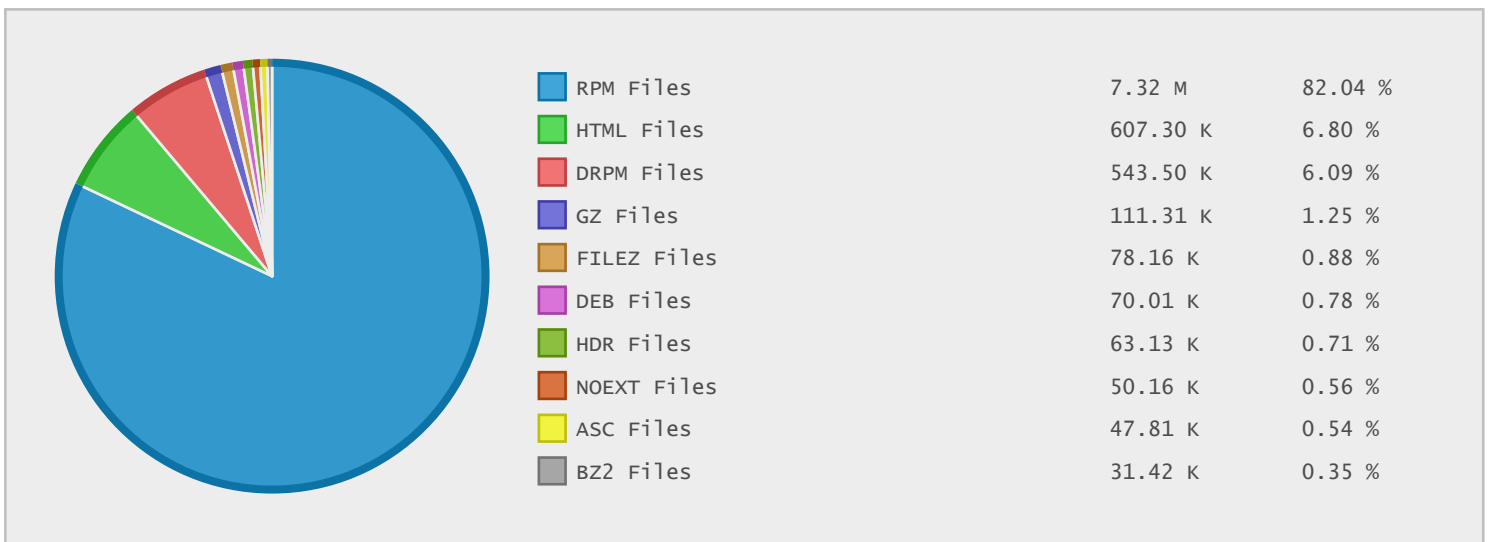 RPM Files 7.32 M 82.04 %
HTML Files 607.30 K 6.80 %
DRPM Files 543.50 K 6.09 %
GZ Files 111.31 K 1.25 %
FILEZ Files 78.16 K 0.88 %
DEB Files 70.01 K 0.78 %
HDR Files 63.13 K 0.71 %
NOEXT Files 50.16 K 0.56 %
ASC Files 47.81 K 0.54 %
BZ2 Files 31.42 K 0.35 %